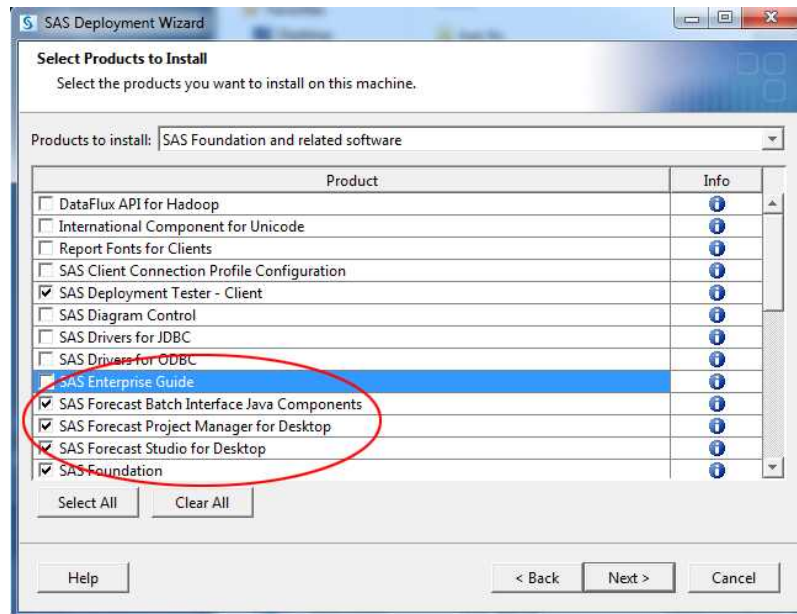 SAS Deployment Wizard
Select Products to Install
Select the products you want to install on this machine.
Products to install: SAS Foundation and related software
Product Info
DataFlux API for Hadoop
International Component for Unicode
Report Fonts for Clients
SAS Client Connection Profile Configuration
SAS Deployment Tester - Client
SAS Diagram Control
SAS Drivers for JDBC
SAS Drivers for ODBC
SAS Enterprise Guide
SAS Forecast Batch Interface Java Components
SAS Forecast Project Manager for Desktop
SAS Forecast Studio for Desktop
SAS Foundation
Select All Clear All
Help < Back Next > Cancel